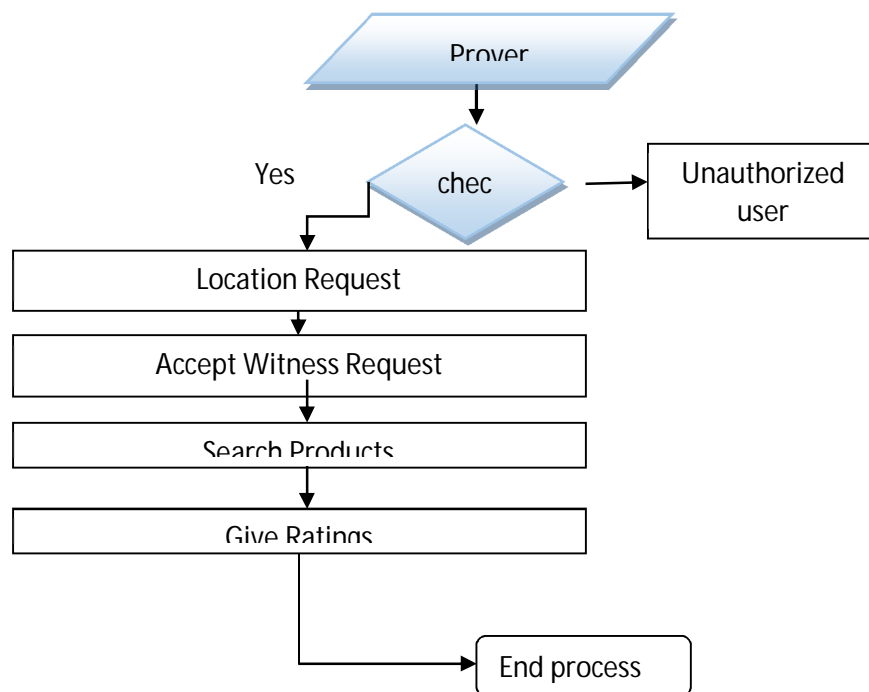 Prover
Yes
chec
Unauthorized
user
Location Request
Accept Witness Request
Search Products
Give Ratings
End process